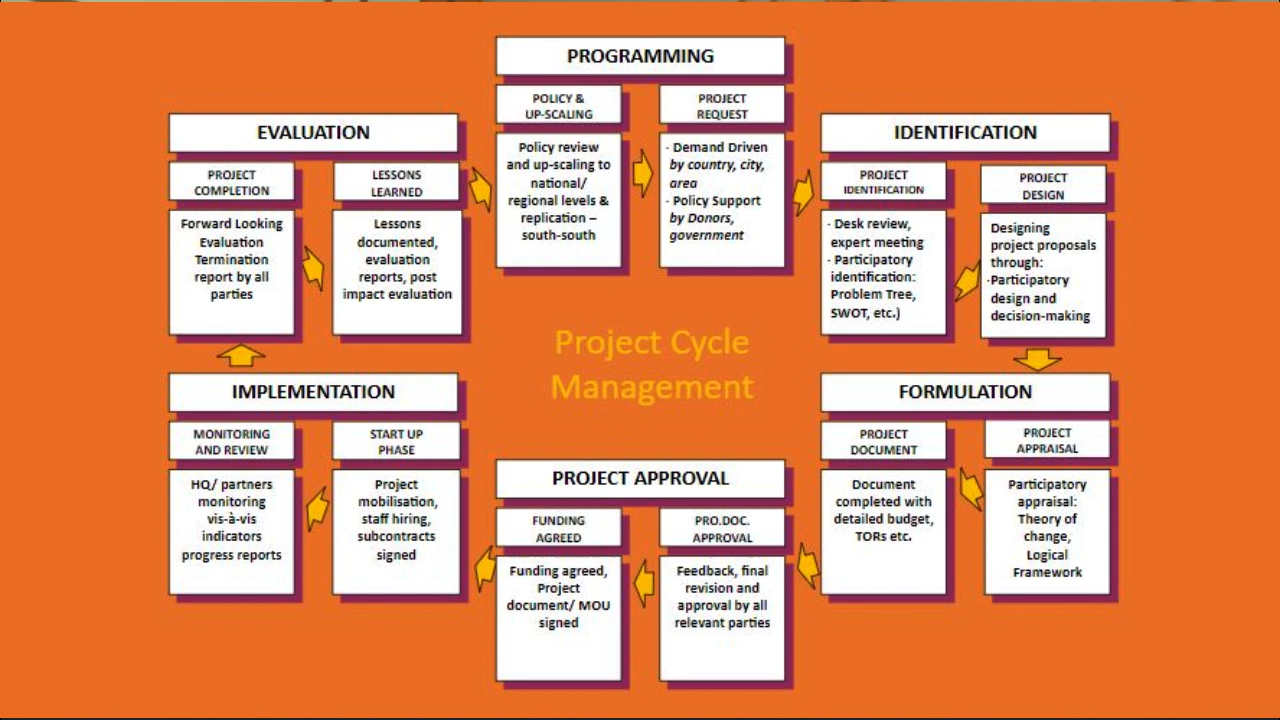 PROGRAMMING
POLICY &
UP-SCALING
Policy review
and up-scaling to
national/
regional levels &
replication –
south-south
PROJECT
REQUEST
· Demand Driven
by country, city,
area
· Policy Support
by Donors,
government
IDENTIFICATION
PROJECT
IDENTIFICATION
· Desk review,
expert meeting
· Participatory
identification:
Problem Tree,
SWOT, etc.)
PROJECT
DESIGN
Designing
project proposals
through:
·Participatory
design and
decision-making
FORMULATION
PROJECT
APPRAISAL
Participatory
appraisal:
Theory of
change,
Logical
Framework
PROJECT
DOCUMENT
Document
completed with
detailed budget,
TORs etc.
PROJECT APPROVAL
PRO.DOC.
APPROVAL
Feedback, final
revision and
approval by all
relevant parties
FUNDING
AGREED
Funding agreed,
Project
document/ MOU
signed
IMPLEMENTATION
START UP
PHASE
Project
mobilisation,
staff hiring,
subcontracts
signed
MONITORING
AND REVIEW
HQ/ partners
monitoring
vis-à-vis
indicators
progress reports
EVALUATION
PROJECT
COMPLETION
Forward Looking
Evaluation
Termination
report by all
parties
LESSONS
LEARNED
Lessons
documented,
evaluation
reports, post
impact evaluation
Project Cycle
Management